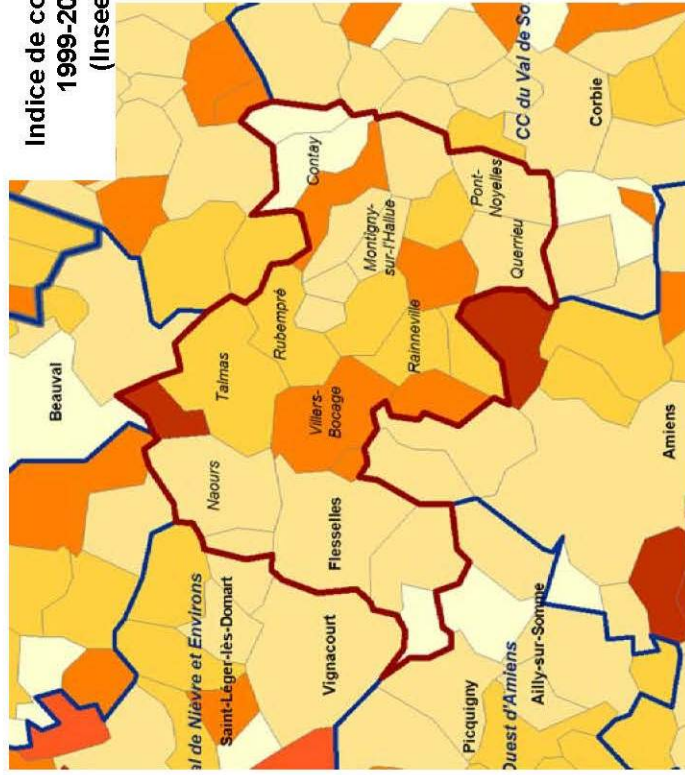 Indice de co
1999-20
(Insee
Beauval
Contay
Talmas
Rubempré
Montigny-
sur-l'Hallue
Pont-
Noyelles
CC du Val de So
Corbie
Querrieu
Naours
Villers-
Bocage
Rainneville
Flesselles
al de Nièvre et Environs
Saint-Léger-lès-Domart
Vignacourt
Picquigny
Ouest d'Amiens
Ailly-sur-Somme
Amiens